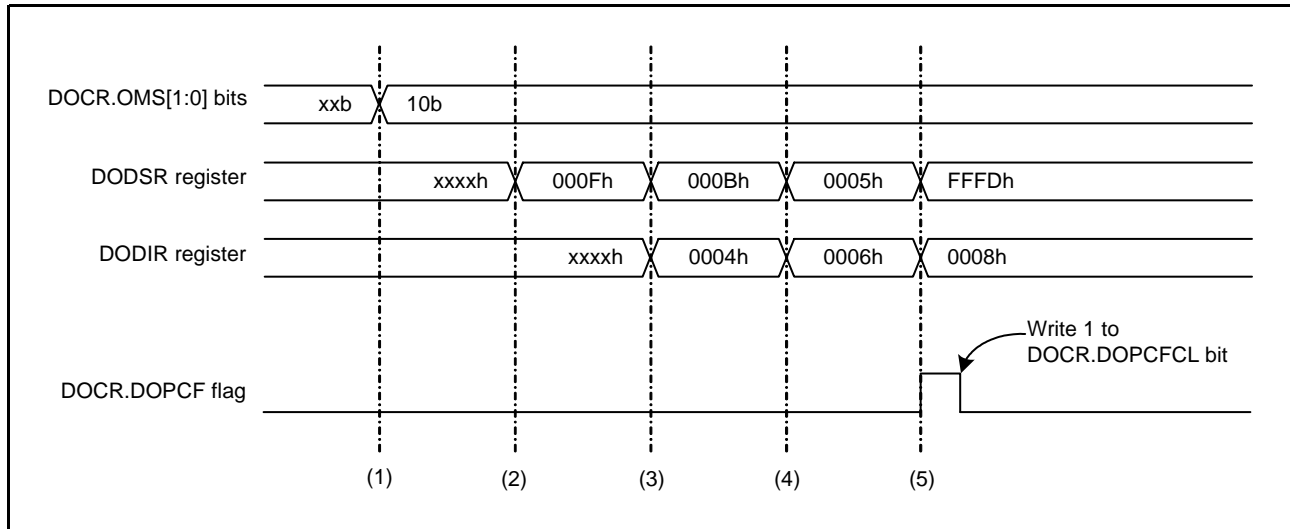 DOCR.OMS[1:0] bits
xxb
10b
DODSR register
xxxxh
000Fh
000Bh
0005h
FFFDh
DODIR register
xxxxh
0004h
0006h
0008h
Write 1 to
DOCR.DOPCFCL bit
DOCR.DOPCF flag
(1)
(2)
(3)
(4)
(5)